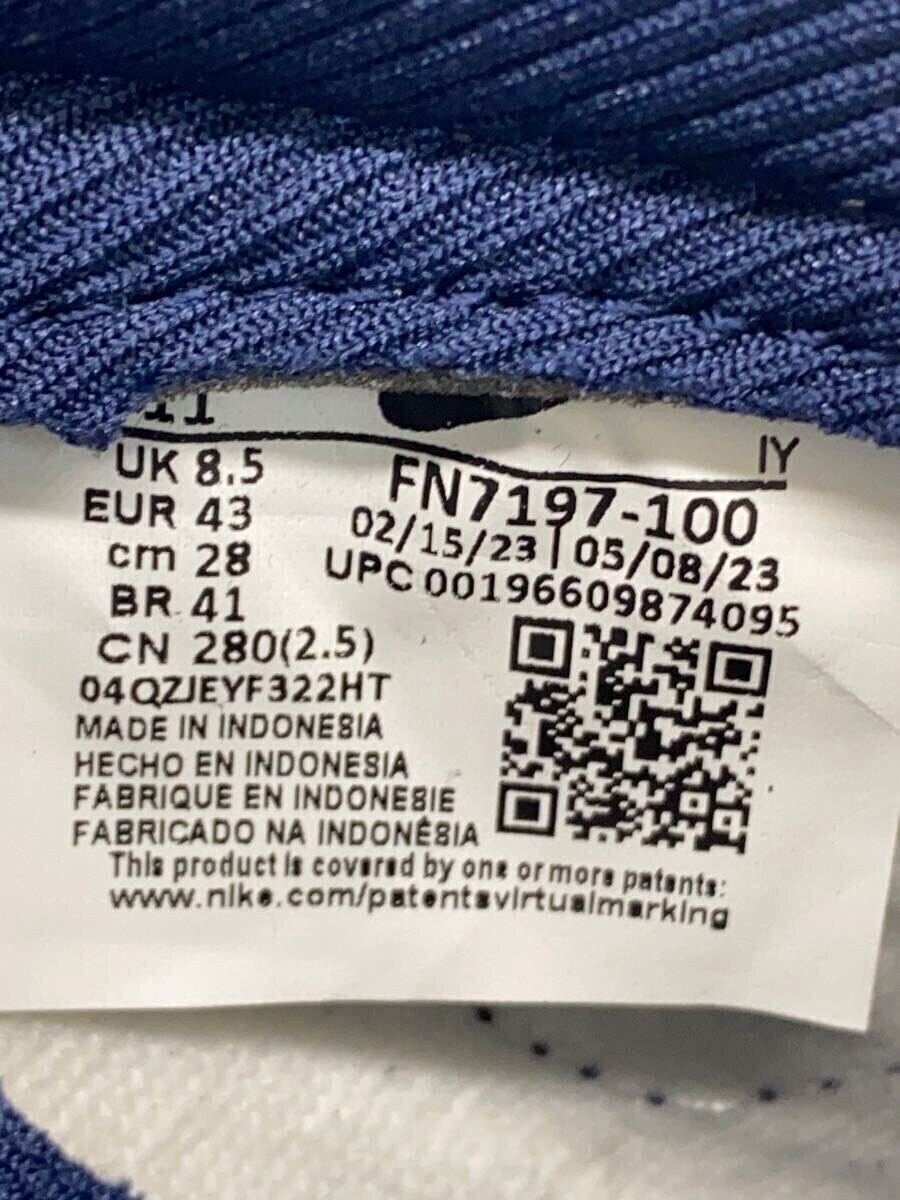 11
UK 8.5
EUR 43
cm 28
BR 41
CN 280(2.5)
04QZJEYF322HT
MADE IN INDONESIA
HECHO EN INDONESIA
FABRIQUE EN INDONESIE
FABRICADO NA INDONÉSIA
IY
FN7197-100
02/15/23 | 05/08/23
UPC 00196609874095
This product is covered by one or more patents:
www.nike.com/patentsvirtualmarking